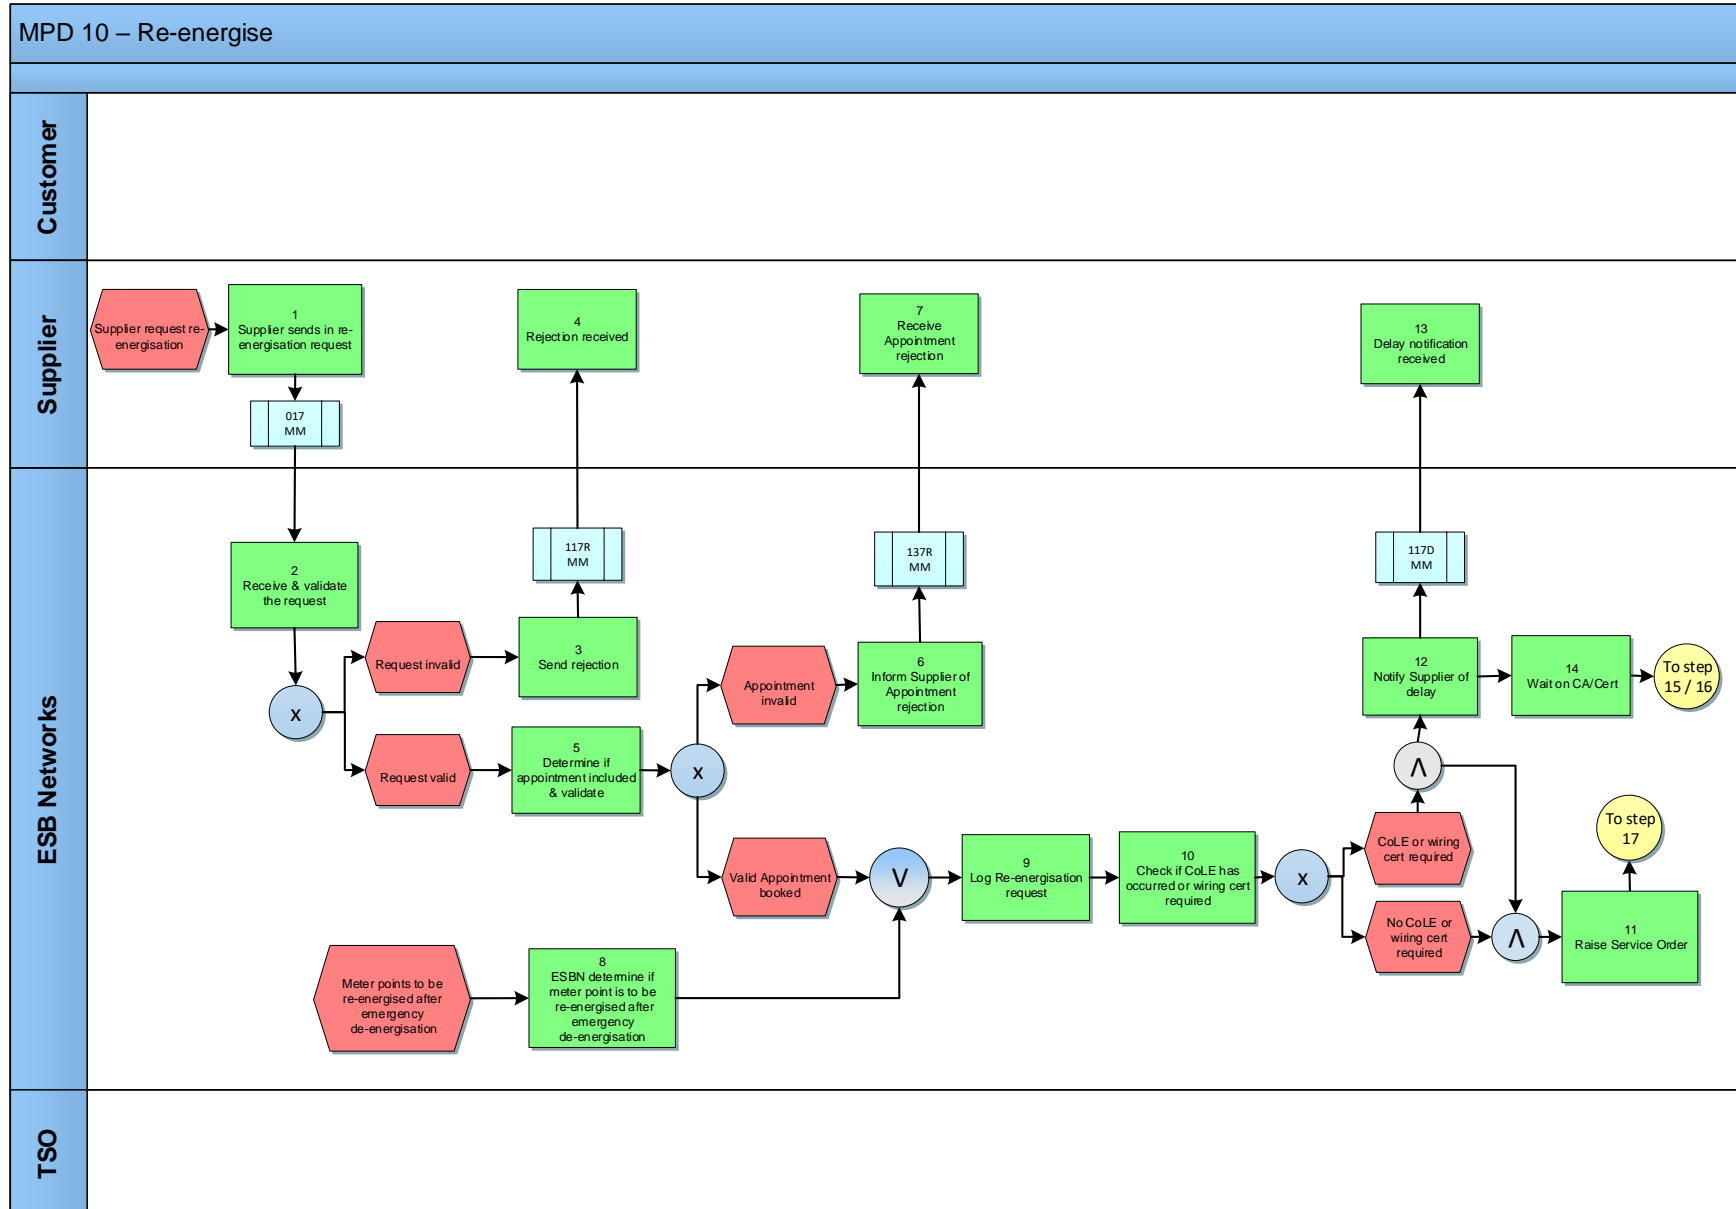 MPD 10 – Re-energise
Customer
Supplier
Supplier request re-
energisation
1
Supplier sends in re-
energisation request
017
MM
4
Rejection received
7
Receive
Appointment
rejection
13
Delay notification
received
ESB Networks
2
Receive & validate
the request
x
Request invalid
3
Send rejection
117R
MM
Request valid
5
Determine if
appointment included
& validate
x
Appointment
invalid
6
Inform Supplier of
Appointment
rejection
137R
MM
Valid Appointment
booked
V
Meter points to be
re-energised after
emergency
de-energisation
8
ESBN determine if
meter point is to be
re-energised after
emergency
de-energisation
9
Log Re-energisation
request
10
Check if CoLE has
occurred or wiring cert
required
x
CoLE or wiring
cert required
No CoLE or
wiring cert
required
Λ
12
Notify Supplier of
delay
117D
MM
14
Wait on CA/Cert
To step
15 / 16
Λ
11
Raise Service Order
To step
17
TSO